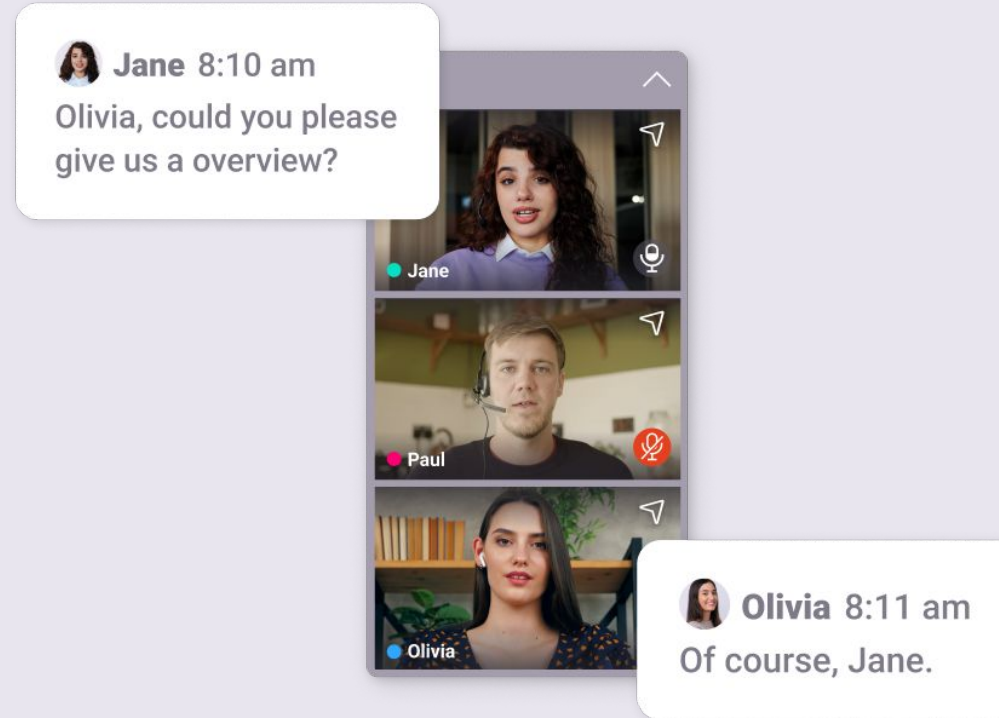 Jane 8:10 am
Olivia, could you please
give us a overview?
Jane
Paul
Olivia
Olivia 8:11 am
Of course, Jane.